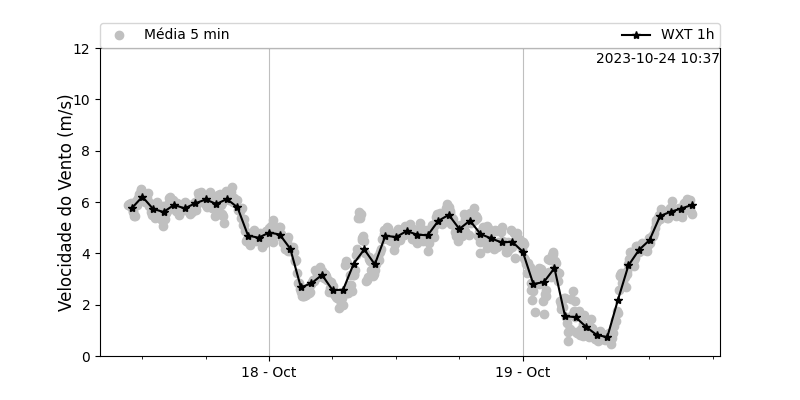 Média 5 min
WXT 1h
2023-10-24 10:37
Velocidade do Vento (m/s)
12
10
8
6
4
2
0
18 - Oct
19 - Oct